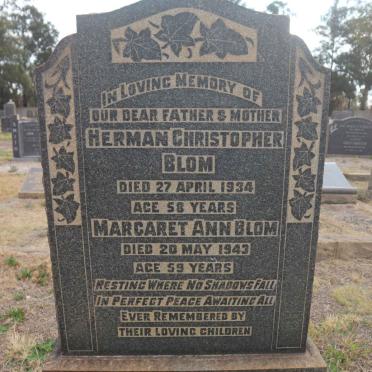 In Loving Memory of
our dear Father & Mother
Herman Christopher
Blom
died 27 April 1934
age 58 years
Margaret Ann Blom
died 20 May 1943
age 59 years
Resting Where No Shadows Fall
In Perfect Peace Awaiting All
Ever Remembered by
their loving children